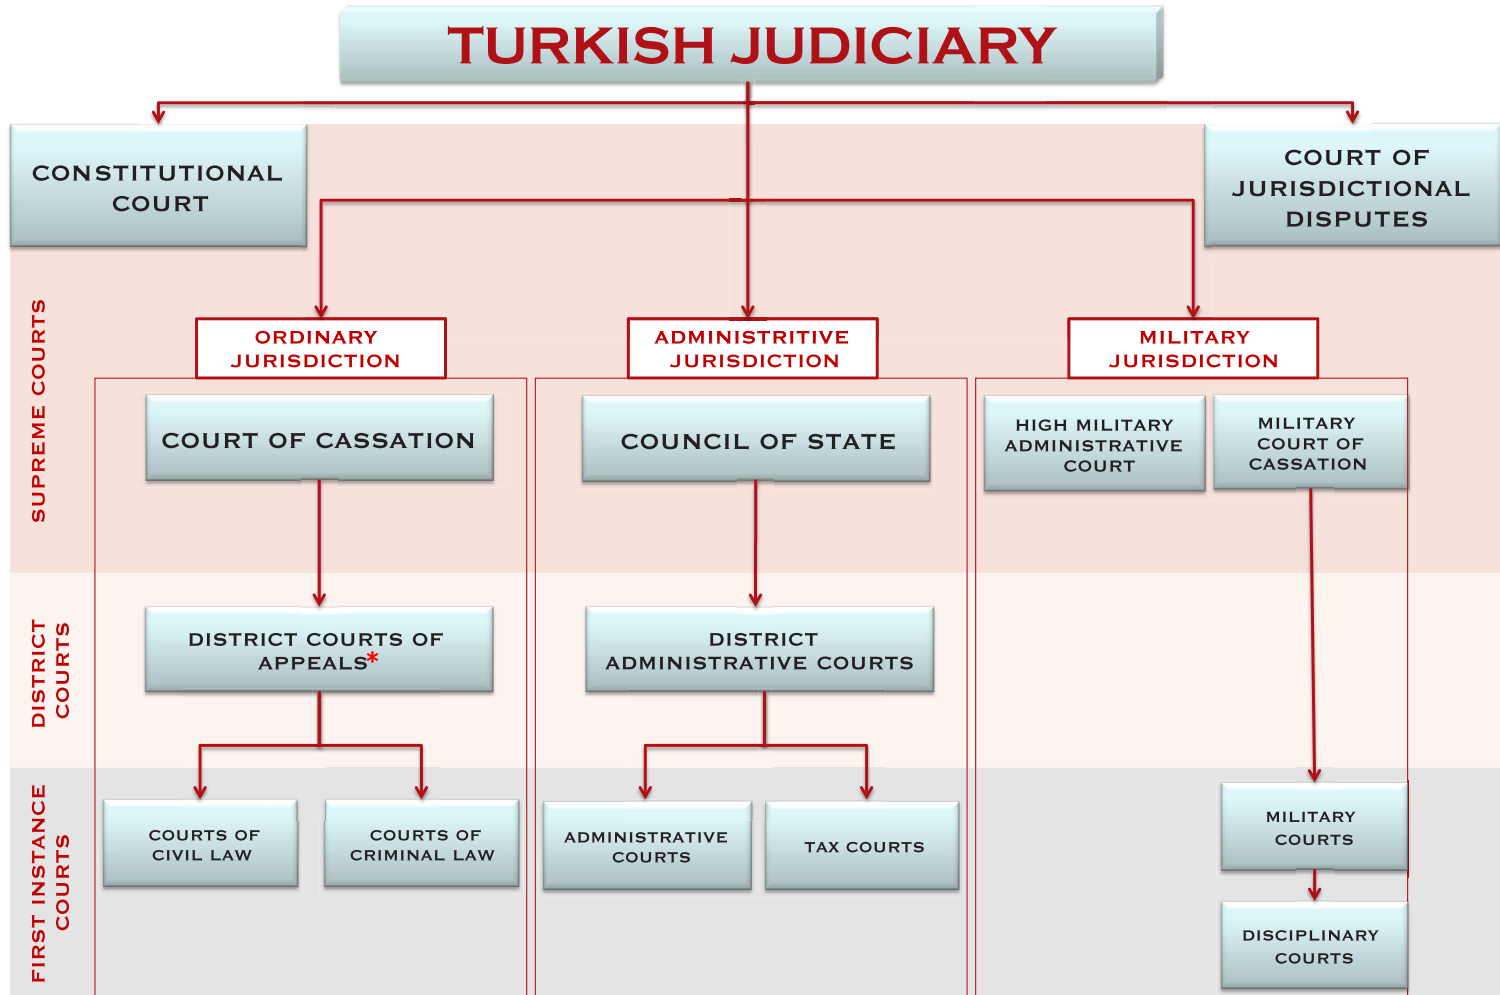 TURKISH JUDICIARY
CONSTITUTIONAL
COURT
COURT OF
JURISDICTIONAL
DISPUTES
SUPREME COURTS
ORDINARY
JURISDICTION
ADMINISTRITIVE
JURISDICTION
MILITARY
JURISDICTION
COURT OF CASSATION
COUNCIL OF STATE
HIGH MILITARY
ADMINISTRATIVE
COURT
MILITARY
COURT OF
CASSATION
DISTRICT
COURTS
DISTRICT COURTS OF
APPEALS*
DISTRICT
ADMINISTRATIVE COURTS
FIRST INSTANCE
COURTS
COURTS OF
CIVIL LAW
COURTS OF
CRIMINAL LAW
ADMINISTRATIVE
COURTS
TAX COURTS
MILITARY
COURTS
DISCIPLINARY
COURTS